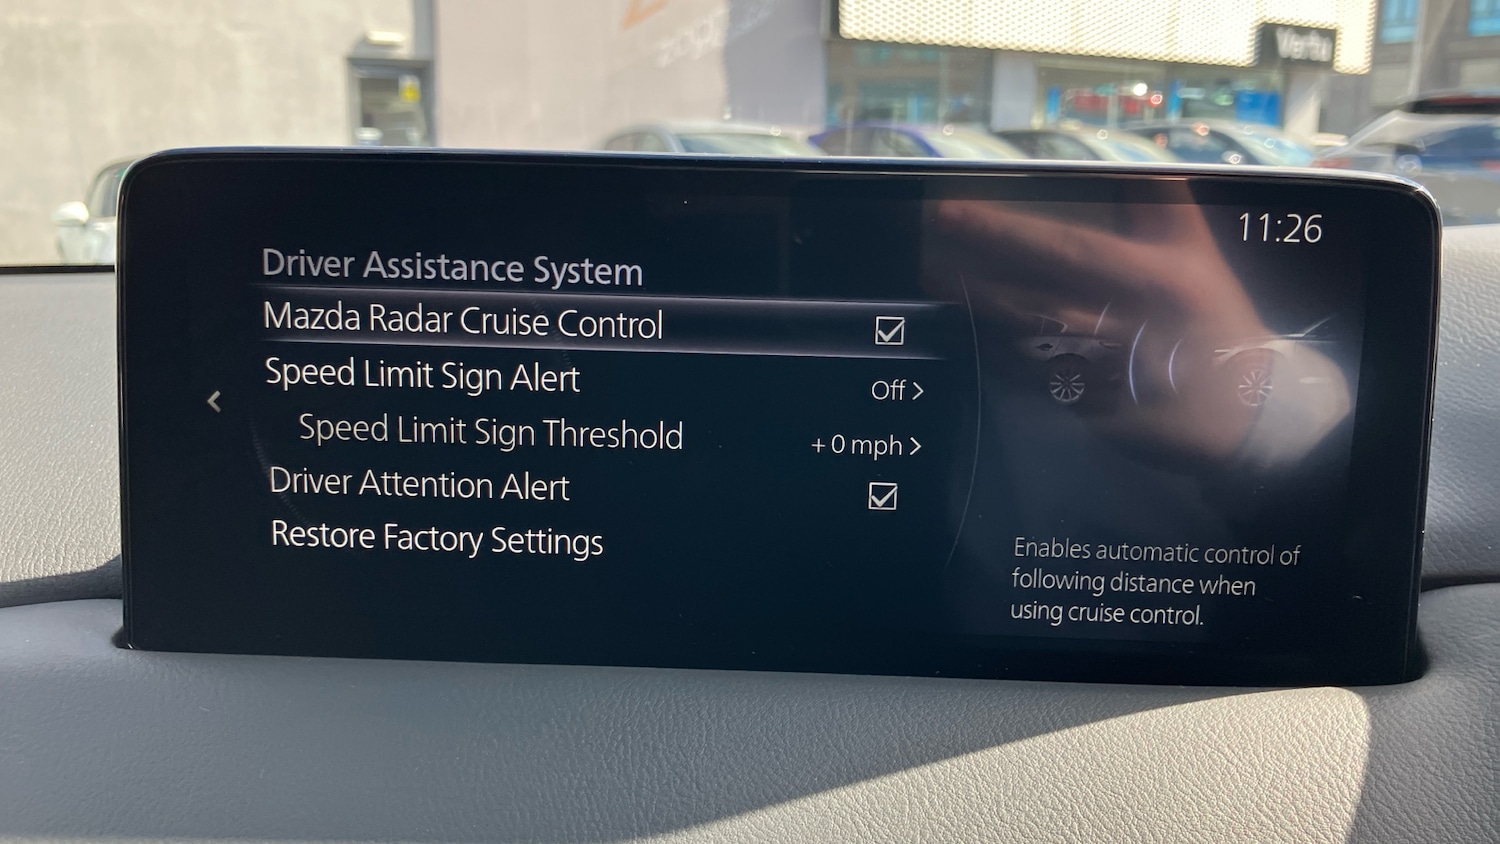 Vertu
11:26
Driver Assistance System
Mazda Radar Cruise Control
Speed Limit Sign Alert Off >
Speed Limit Sign Threshold + 0 mph >
Driver Attention Alert
Restore Factory Settings
<
Enables automatic control of
following distance when
using cruise control.